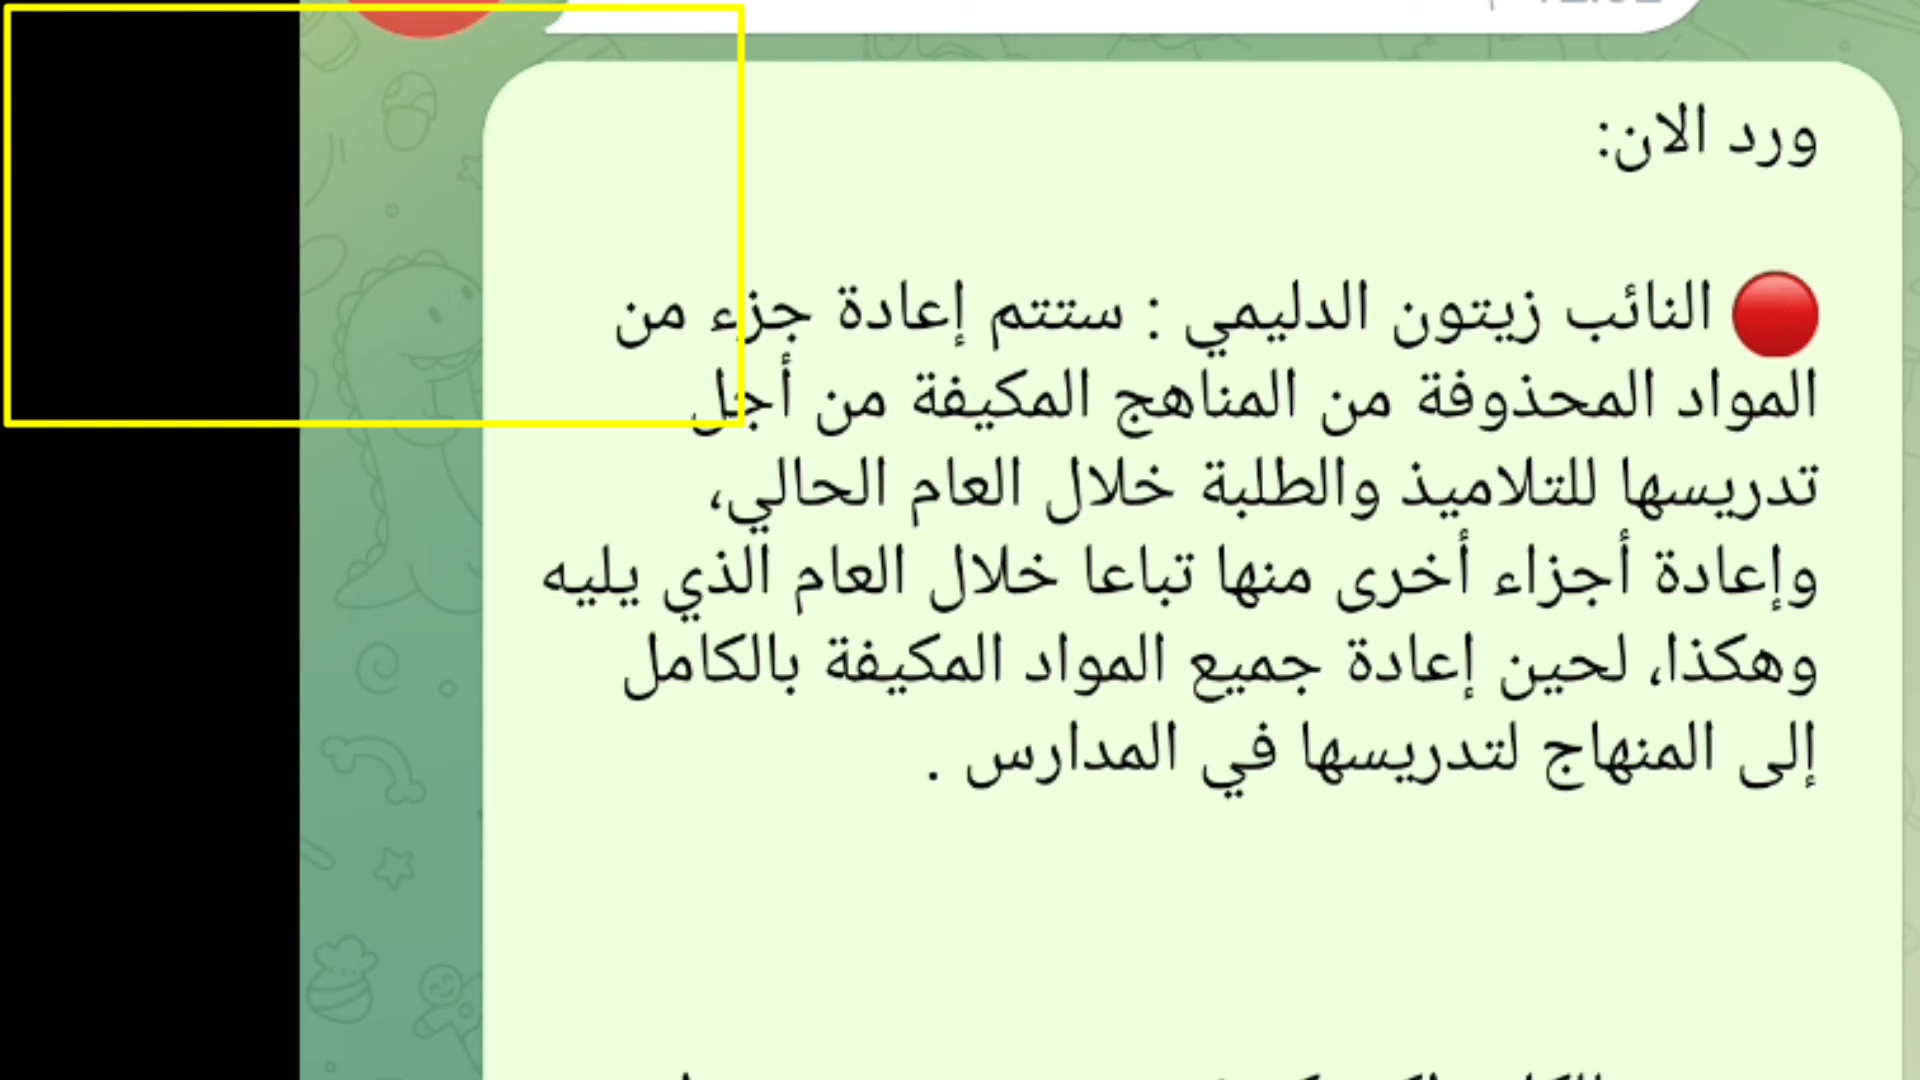 ورد الان:
🔴 النائب زيتون الدليمي : ستتم إعادة جزء من
المواد المحذوفة من المناهج المكيفة من أجل
تدريسها للتلاميذ والطلبة خلال العام الحالي،
وإعادة أجزاء أخرى منها تباعا خلال العام الذي يليه
وهكذا، لحين إعادة جميع المواد المكيفة بالكامل
إلى المنهاج لتدريسها في المدارس .